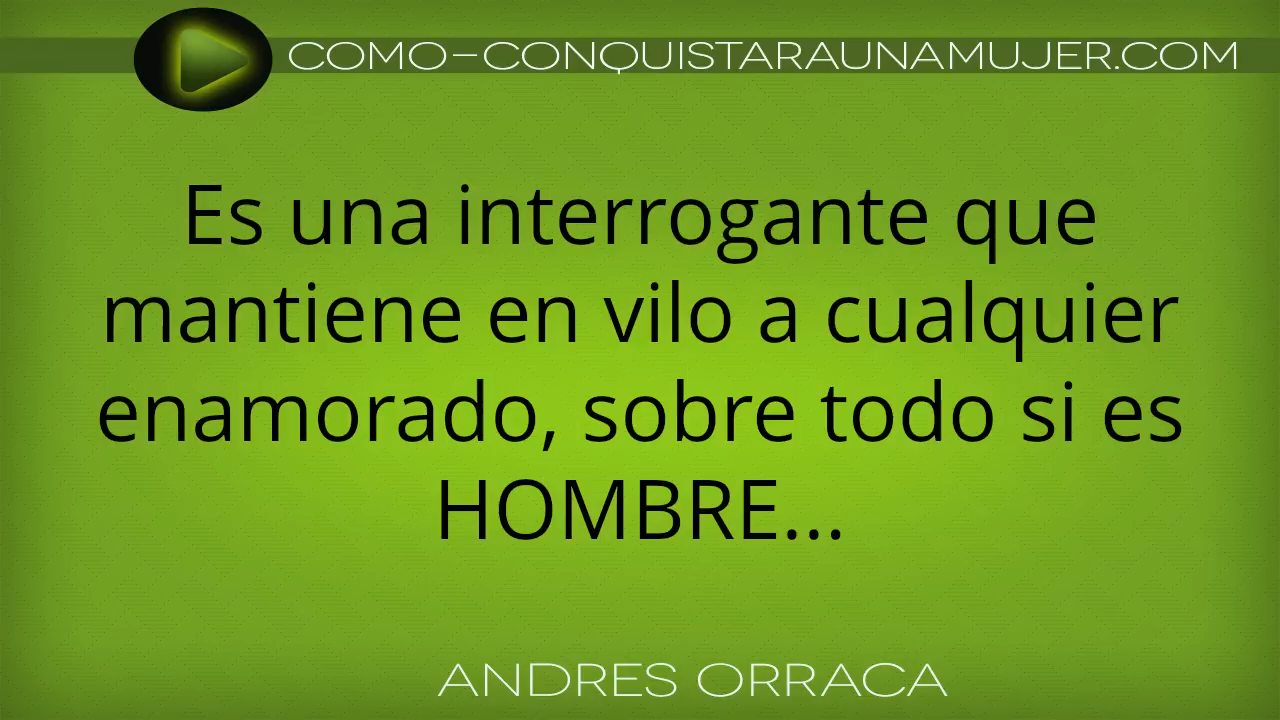 COMO-CONQUISTARAUNAMUJER.COM
Es una interrogante que
mantiene en vilo a cualquier
enamorado, sobre todo si es
HOMBRE...
ANDRES ORRACA